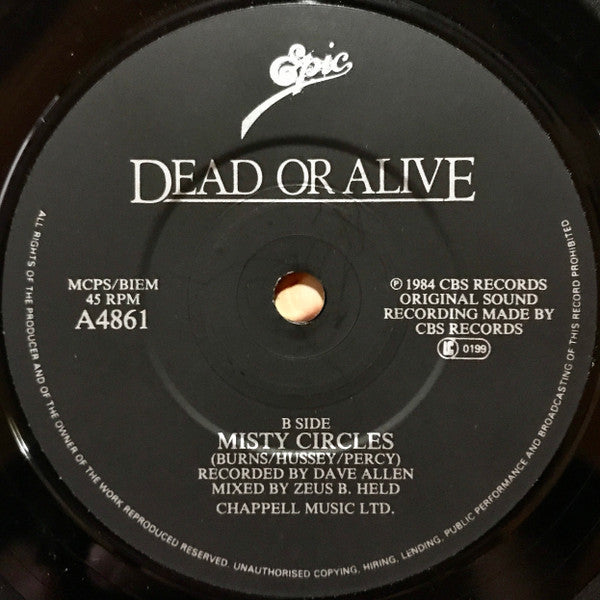 Epic
DEAD OR ALIVE
MCPS/BIEM
45 RPM
A4861
℗ 1984 CBS RECORDS
ORIGINAL SOUND
RECORDING MADE BY
CBS RECORDS
LC 0199
B SIDE
MISTY CIRCLES
(BURNS/HUSSEY/PERCY)
RECORDED BY DAVE ALLEN
MIXED BY ZEUS B. HELD
CHAPPELL MUSIC LTD.
ALL RIGHTS OF THE PRODUCER AND OF THE OWNER OF THE WORK REPRODUCED RESERVED. UNAUTHORISED COPYING, HIRING, LENDING, PUBLIC PERFORMANCE AND BROADCASTING OF THIS RECORD PROHIBITED